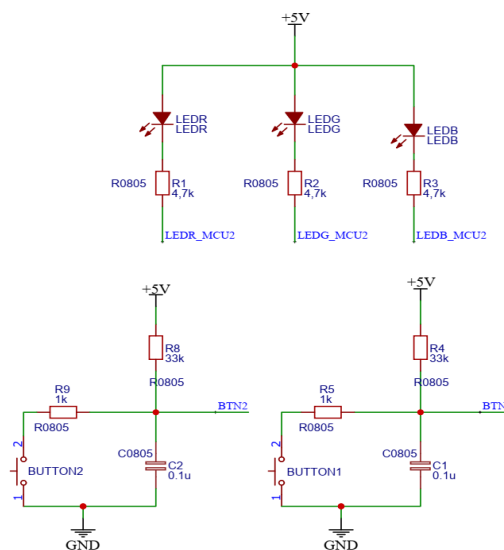 +5V
LEDR
LEDR
LEDG
LEDG
LEDB
LEDB
R0805
R1
4,7k
R0805
R2
4,7k
R0805
R3
4,7k
LEDR_MCU2
LEDG_MCU2
LEDB_MCU2
+5V
+5V
R8
33k
R0805
R4
33k
R0805
R9
1k
R0805
BTN2
R5
1k
R0805
BTN
2
BUTTON2
1
C0805
C2
0.1u
2
BUTTON1
1
C0805
C1
0.1u
GND
GND